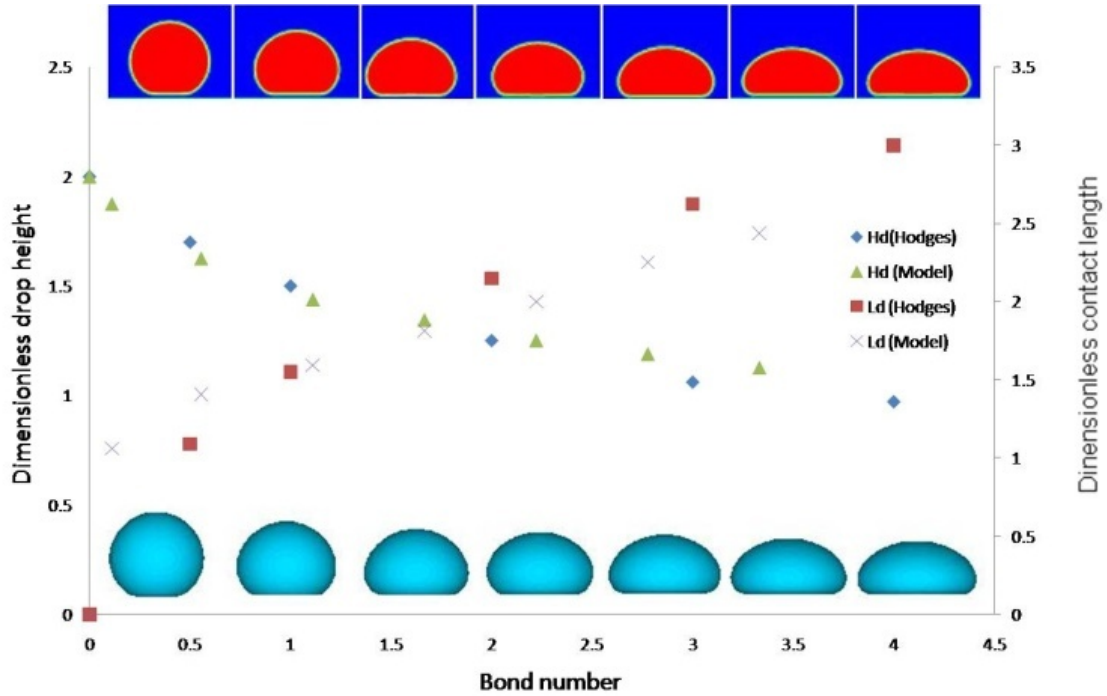 2.5
2
1.5
1
0.5
0
Dimensionless drop height
3.5
3
2.5
2
1.5
1
0.5
0
Dinensionless contact length
Hd(Hodges)
Hd (Model)
Ld (Hodges)
Ld (Model)
0 0.5 1 1.5 2 2.5 3 3.5 4 4.5
Bond number